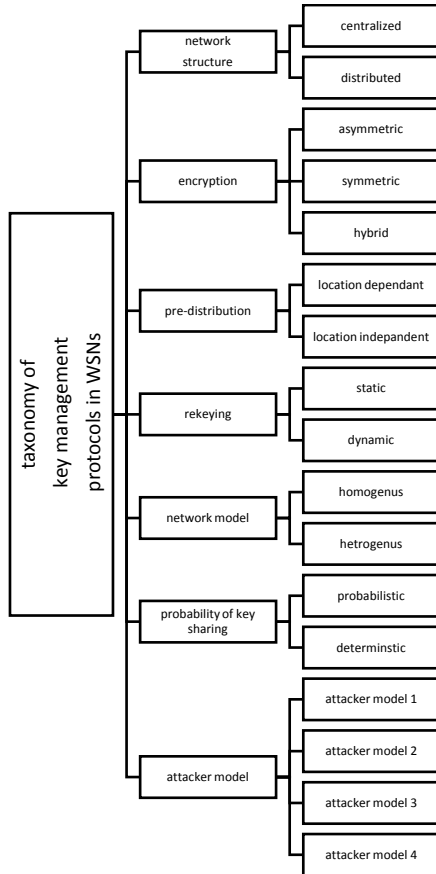 taxonomy of
key management
protocols in WSNs
network
structure
centralized
distributed
encryption
asymmetric
symmetric
hybrid
pre-distribution
location dependant
location indepandent
rekeying
static
dynamic
network model
homogenus
hetrogenus
probability of key
sharing
probabilistic
determinstic
attacker model
attacker model 1
attacker model 2
attacker model 3
attacker model 4